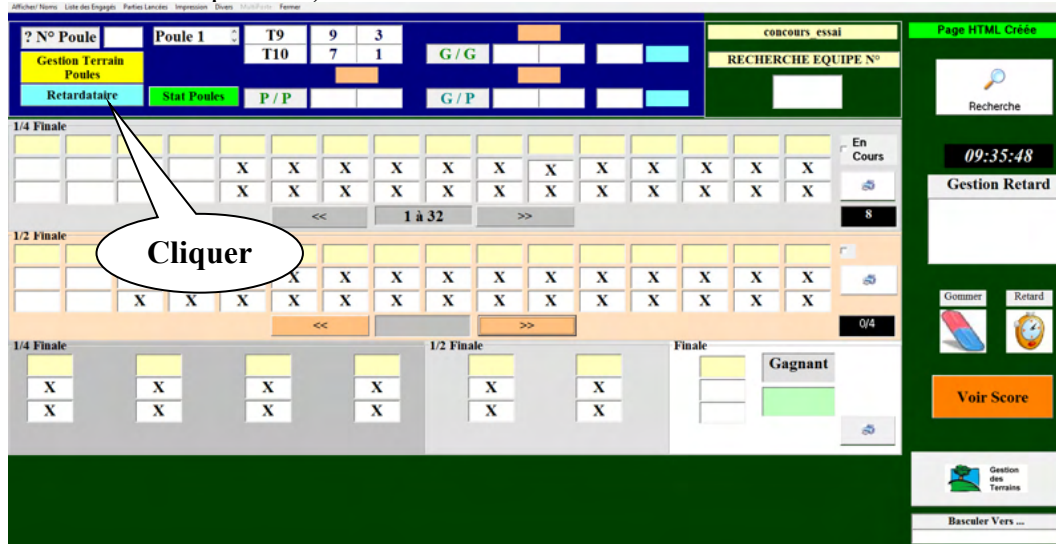 Afficher/ Noms Liste des Engagés Parties Lancées Impression Divers MultiPoste Fermer
? N° Poule Poule 1 T9 9 3 concours_essai Page HTML Créée
T10 7 1 G / G
Gestion Terrain Poules RECHERCHE EQUIPE N°
Retardataire Stat Poules P / P G / P
Recherche
1/4 Finale
En Cours
X X X X X X X X X X X X
X X X X X X X X X X X X
<< 1 à 32 >> 8
09:35:48
Gestion Retard
Cliquer
1/2 Finale
X X X X X X X X X X X
X X X X X X X X X X X X X X
<< >> 0/4
Gommer Retard
1/4 Finale 1/2 Finale Finale
Gagnant
X X X X X X
X X X X X X
Voir Score
Gestion
des
Terrains
Basculer Vers ...